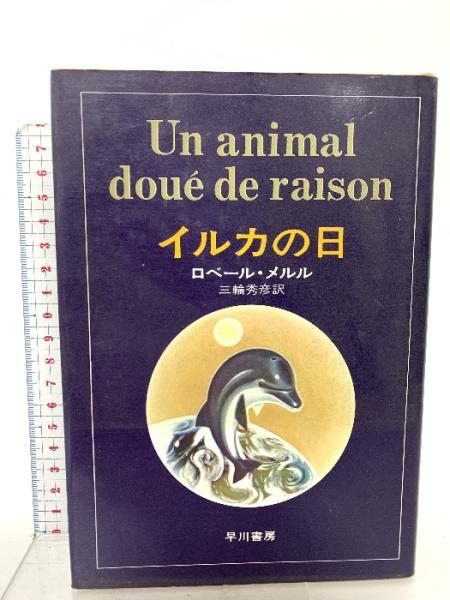 Un animal
doué de raison
イルカの日
ロベール・メルル
三輪秀彦訳
早川書房